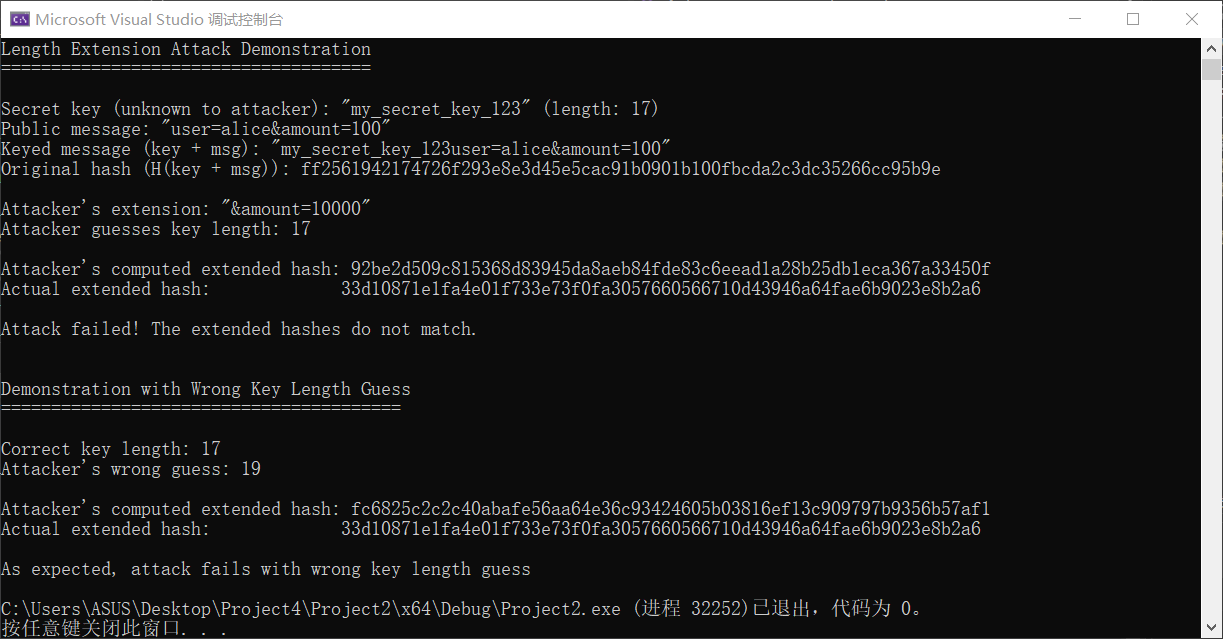 Microsoft Visual Studio 调试控制台
Length Extension Attack Demonstration
=====================================
Secret key (unknown to attacker): "my_secret_key_123" (length: 17)
Public message: "user=alice&amount=100"
Keyed message (key + msg): "my_secret_key_123user=alice&amount=100"
Original hash (H(key + msg)): ff2561942174726f293e8e3d45e5cac91b0901b100fbcda2c3dc35266cc95b9e
Attacker's extension: "&amount=10000"
Attacker guesses key length: 17
Attacker's computed extended hash: 92be2d509c815368d83945da8aeb84fde83c6eead1a28b25db1eca367a33450f
Actual extended hash:             33d10871e1fa4e01f733e73f0fa3057660566710d43946a64fae6b9023e8b2a6
Attack failed! The extended hashes do not match.
Demonstration with Wrong Key Length Guess
========================================
Correct key length: 17
Attacker's wrong guess: 19
Attacker's computed extended hash: fc6825c2c2c40abafe56aa64e36c93424605b03816ef13c909797b9356b57af1
Actual extended hash:             33d10871e1fa4e01f733e73f0fa3057660566710d43946a64fae6b9023e8b2a6
As expected, attack fails with wrong key length guess
C:\Users\ASUS\Desktop\Project4\Project2\x64\Debug\Project2.exe (进程 32252)已退出，代码为 0。
按任意键关闭此窗口. . .